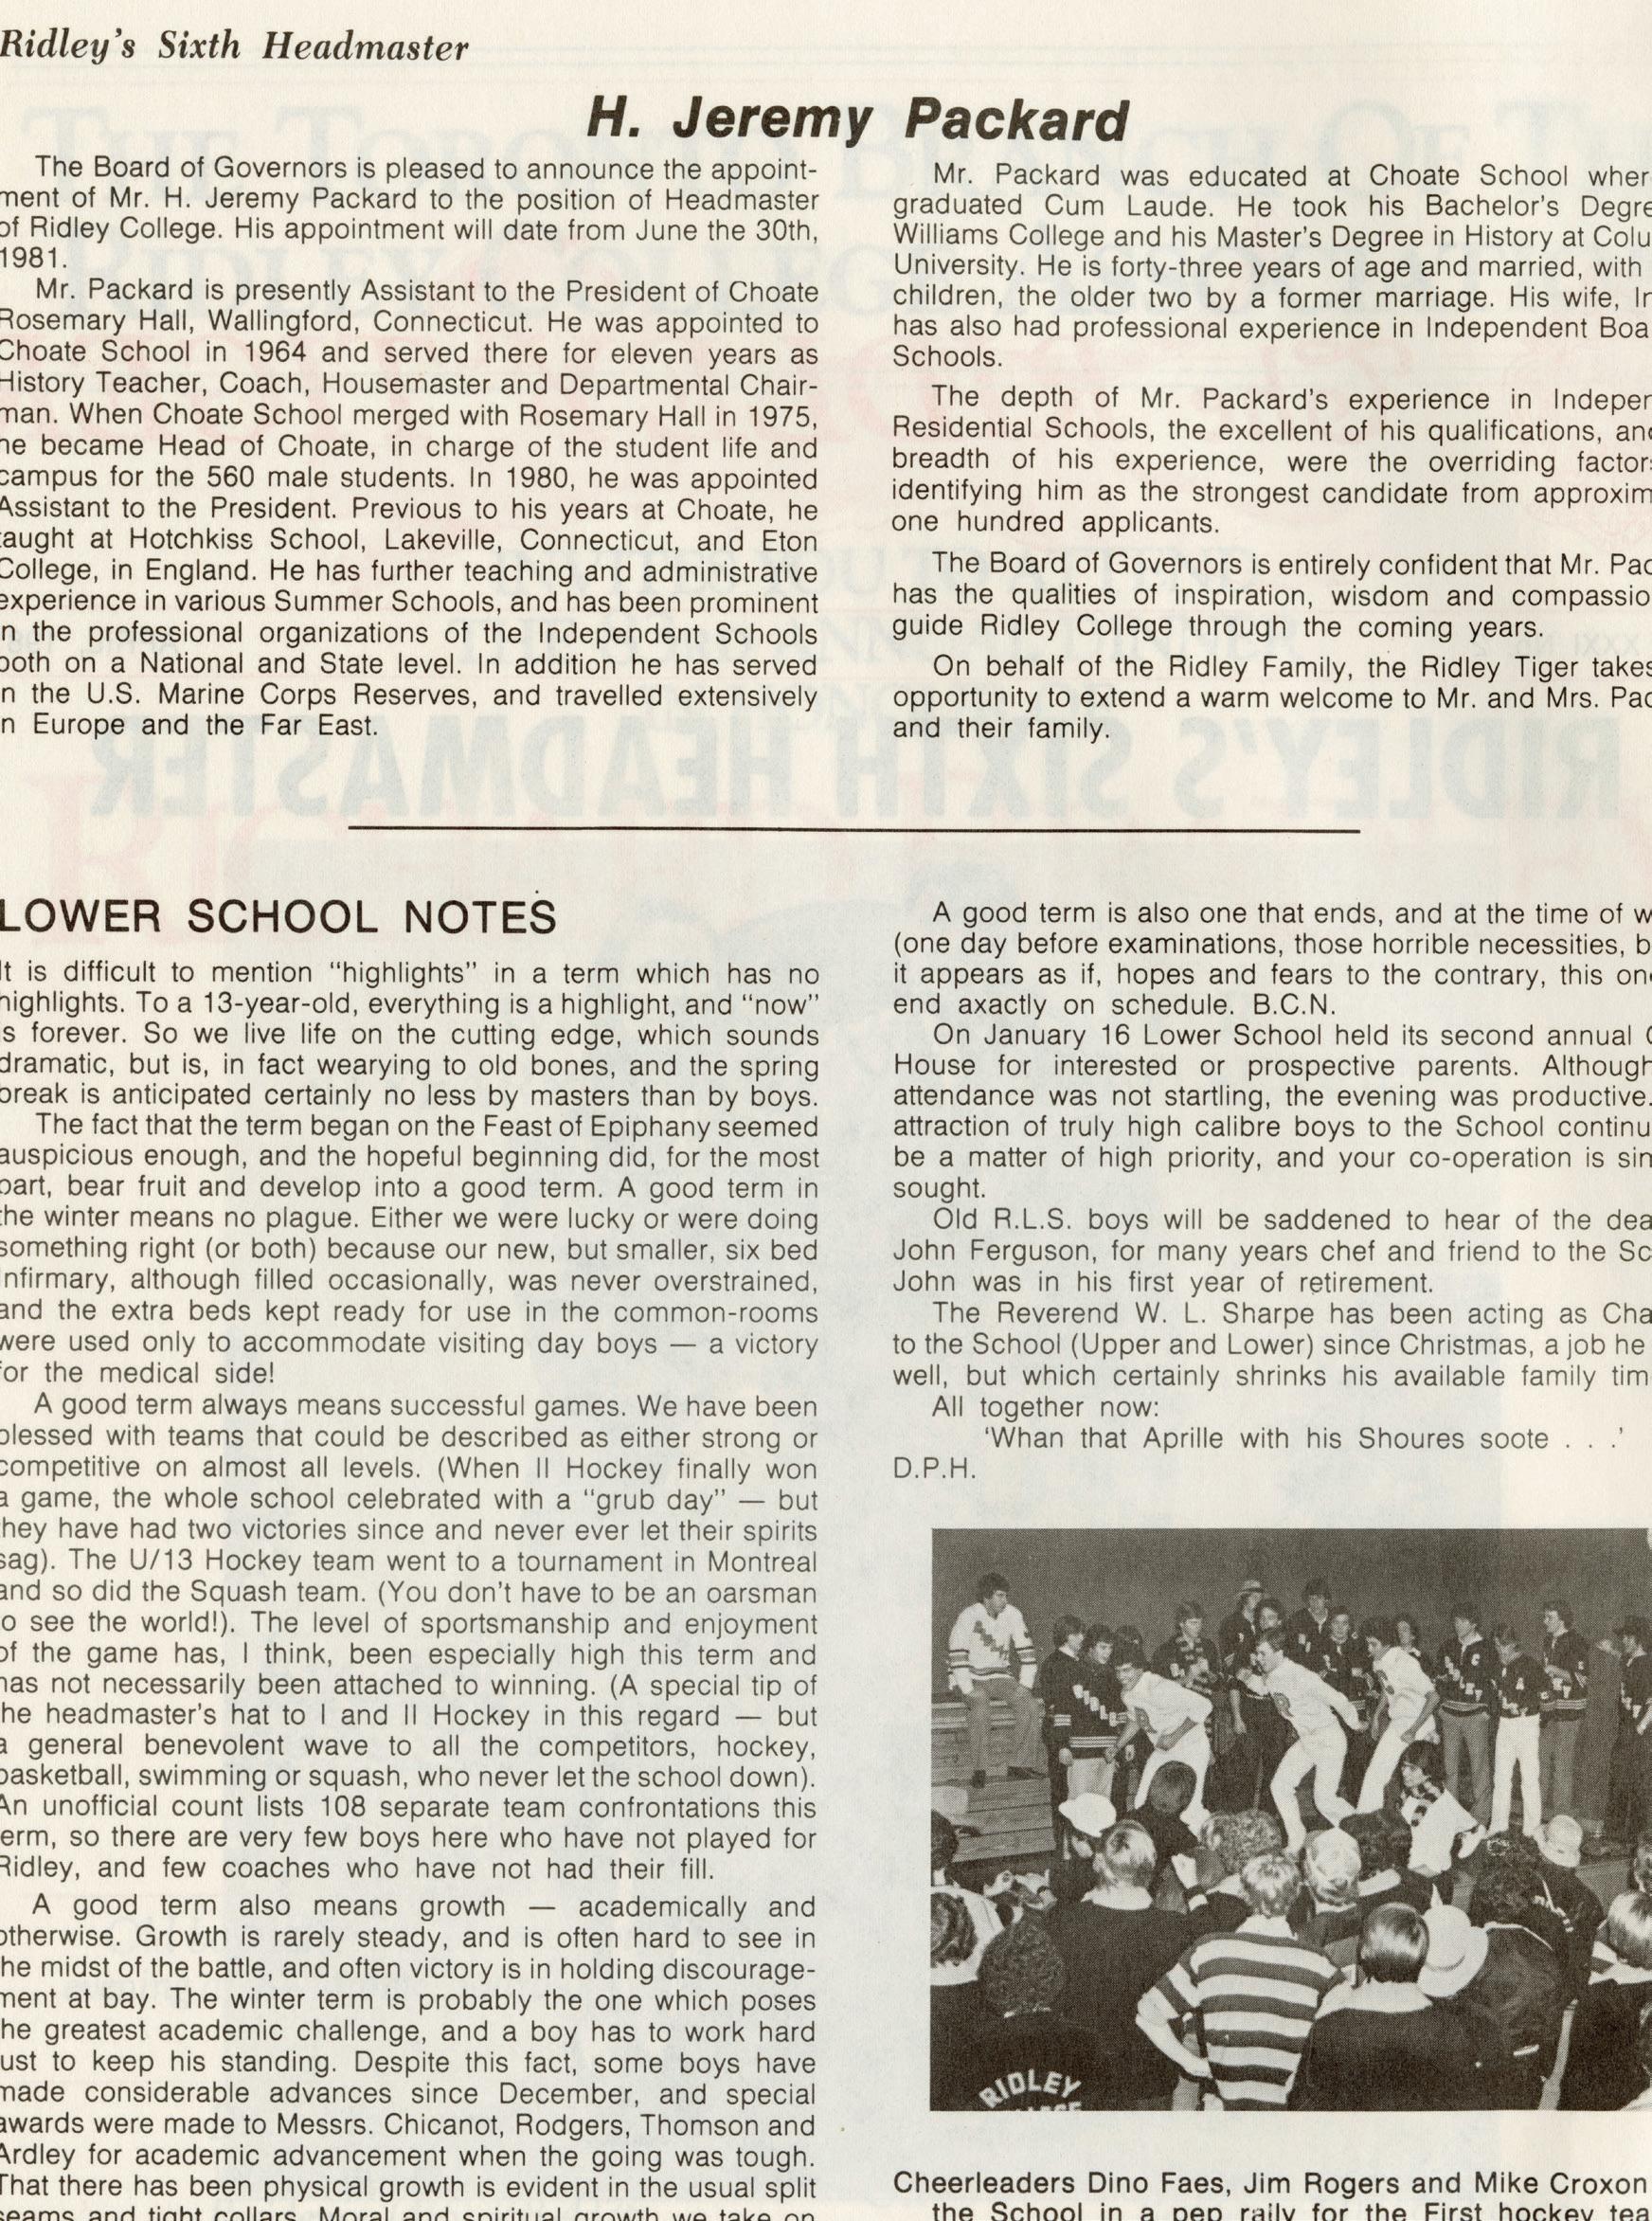 Ridley's Sixth Headmaster
H. Jeremy Packard
The Board of Governors is pleased to announce the appoint-
ment of Mr. H. Jeremy Packard to the position of Headmaster
of Ridley College. His appointment will date from June the 30th,
1981.
Mr. Packard is presently Assistant to the President of Choate
Rosemary Hall, Wallingford, Connecticut. He was appointed to
Choate School in 1964 and served there for eleven years as
History Teacher, Coach, Housemaster and Departmental Chair-
man. When Choate School merged with Rosemary Hall in 1975,
he became Head of Choate, in charge of the student life and
campus for the 560 male students. In 1980, he was appointed
Assistant to the President. Previous to his years at Choate, he
taught at Hotchkiss School, Lakeville, Connecticut, and Eton
College, in England. He has further teaching and administrative
experience in various Summer Schools, and has been prominent
in the professional organizations of the Independent Schools
both on a National and State level. In addition he has served
in the U.S. Marine Corps Reserves, and travelled extensively
in Europe and the Far East.
Mr. Packard was educated at Choate School wher
graduated Cum Laude. He took his Bachelor's Degre
Williams College and his Master's Degree in History at Colu
University. He is forty-three years of age and married, with
children, the older two by a former marriage. His wife, In
has also had professional experience in Independent Boa
Schools.
The depth of Mr. Packard's experience in Indepen
Residential Schools, the excellent of his qualifications, and
breadth of his experience, were the overriding factors
identifying him as the strongest candidate from approxim
one hundred applicants.
The Board of Governors is entirely confident that Mr. Pac
has the qualities of inspiration, wisdom and compassio
guide Ridley College through the coming years.
On behalf of the Ridley Family, the Ridley Tiger takes
opportunity to extend a warm welcome to Mr. and Mrs. Pac
and their family.
LOWER SCHOOL NOTES
It is difficult to mention "highlights" in a term which has no
highlights. To a 13-year-old, everything is a highlight, and "now"
is forever. So we live life on the cutting edge, which sounds
dramatic, but is, in fact wearying to old bones, and the spring
break is anticipated certainly no less by masters than by boys.
The fact that the term began on the Feast of Epiphany seemed
auspicious enough, and the hopeful beginning did, for the most
part, bear fruit and develop into a good term. A good term in
the winter means no plague. Either we were lucky or were doing
something right (or both) because our new, but smaller, six bed
infirmary, although filled occasionally, was never overstrained,
and the extra beds kept ready for use in the common-rooms
were used only to accommodate visiting day boys — a victory
for the medical side!
A good term always means successful games. We have been
blessed with teams that could be described as either strong or
competitive on almost all levels. (When II Hockey finally won
a game, the whole school celebrated with a "grub day" — but
they have had two victories since and never ever let their spirits
sag). The U/13 Hockey team went to a tournament in Montreal
and so did the Squash team. (You don't have to be an oarsman
to see the world!). The level of sportsmanship and enjoyment
of the game has, I think, been especially high this term and
has not necessarily been attached to winning. (A special tip of
the headmaster's hat to I and II Hockey in this regard — but
a general benevolent wave to all the competitors, hockey,
basketball, swimming or squash, who never let the school down).
An unofficial count lists 108 separate team confrontations this
term, so there are very few boys here who have not played for
Ridley, and few coaches who have not had their fill.
A good term also means growth — academically and
otherwise. Growth is rarely steady, and is often hard to see in
the midst of the battle, and often victory is in holding discourage-
ment at bay. The winter term is probably the one which poses
the greatest academic challenge, and a boy has to work hard
just to keep his standing. Despite this fact, some boys have
made considerable advances since December, and special
awards were made to Messrs. Chicanot, Rodgers, Thomson and
Ardley for academic advancement when the going was tough.
That there has been physical growth is evident in the usual split
seams and tight collars. Moral and spiritual growth we take on
A good term is also one that ends, and at the time of w
(one day before examinations, those horrible necessities, b
it appears as if, hopes and fears to the contrary, this one
end axactly on schedule. B.C.N.
On January 16 Lower School held its second annual O
House for interested or prospective parents. Although
attendance was not startling, the evening was productive.
attraction of truly high calibre boys to the School continu
be a matter of high priority, and your co-operation is sin
sought.
Old R.L.S. boys will be saddened to hear of the dea
John Ferguson, for many years chef and friend to the Sc
John was in his first year of retirement.
The Reverend W. L. Sharpe has been acting as Cha
to the School (Upper and Lower) since Christmas, a job he
well, but which certainly shrinks his available family tim
All together now:
'Whan that Aprille with his Shoures soote . . .'
D.P.H.
RIDLEY
Cheerleaders Dino Faes, Jim Rogers and Mike Croxon
the School in a pep rally for the First hockey tea